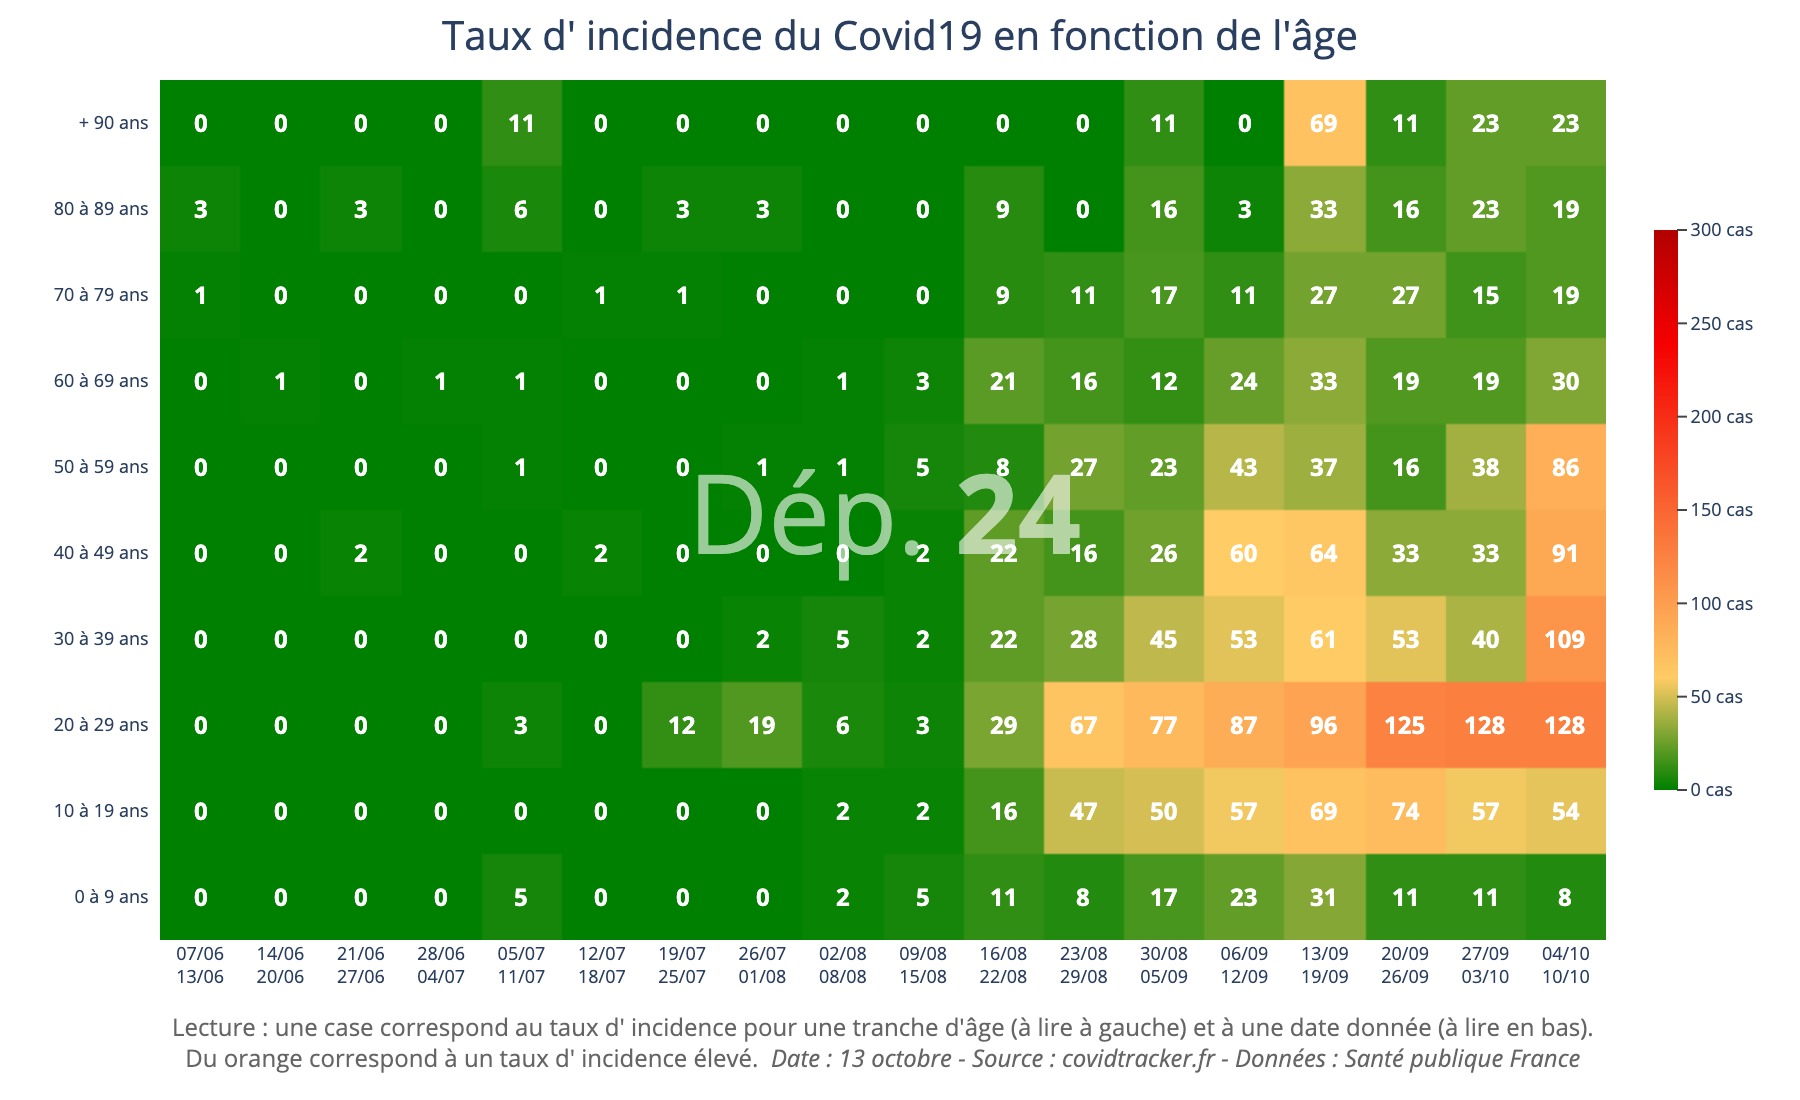 Taux d' incidence du Covid19 en fonction de l'âge
+ 90 ans 0 0 0 0 11 0 0 0 0 0 0 0 11 0 69 11 23 23
80 à 89 ans 3 0 3 0 6 0 3 3 0 0 9 0 16 3 33 16 23 19
70 à 79 ans 1 0 0 0 0 1 1 0 0 0 9 11 17 11 27 27 15 19
60 à 69 ans 0 1 0 1 1 0 0 0 1 3 21 16 12 24 33 19 19 30
50 à 59 ans 0 0 0 0 1 0 0 1 1 5 8 27 23 43 37 16 38 86
Dép. 24
40 à 49 ans 0 0 2 0 0 2 0 0 0 2 22 16 26 60 64 33 33 91
30 à 39 ans 0 0 0 0 0 0 0 2 5 2 22 28 45 53 61 53 40 109
20 à 29 ans 0 0 0 0 3 0 12 19 6 3 29 67 77 87 96 125 128 128
10 à 19 ans 0 0 0 0 0 0 0 0 2 2 16 47 50 57 69 74 57 54
0 à 9 ans 0 0 0 0 5 0 0 0 2 5 11 8 17 23 31 11 11 8
07/06 14/06 21/06 28/06 05/07 12/07 19/07 26/07 02/08 09/08 16/08 23/08 30/08 06/09 13/09 20/09 27/09 04/10
13/06 20/06 27/06 04/07 11/07 18/07 25/07 01/08 08/08 15/08 22/08 29/08 05/09 12/09 19/09 26/09 03/10 10/10
300 cas
250 cas
200 cas
150 cas
100 cas
50 cas
0 cas
Lecture : une case correspond au taux d' incidence pour une tranche d'âge (à lire à gauche) et à une date donnée (à lire en bas).
Du orange correspond à un taux d' incidence élevé. Date : 13 octobre - Source : covidtracker.fr - Données : Santé publique France